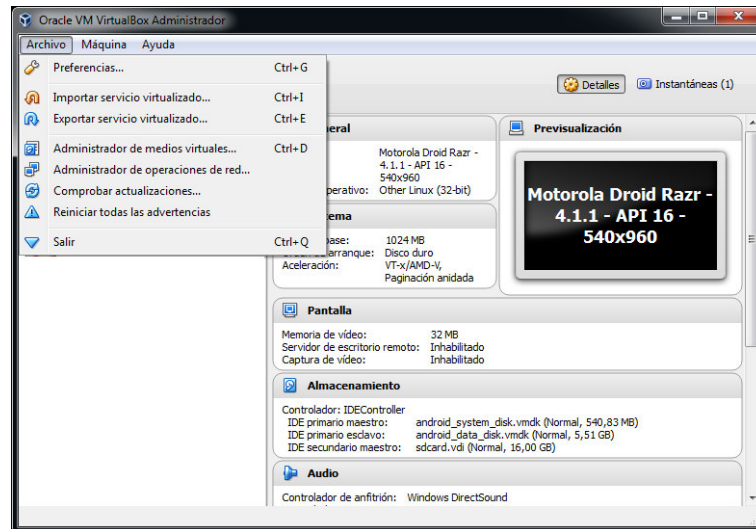 Oracle VM VirtualBox Administrador
Archivo Máquina Ayuda
Preferencias... Ctrl+G
Importar servicio virtualizado... Ctrl+I
Exportar servicio virtualizado... Ctrl+E
Administrador de medios virtuales... Ctrl+D
Administrador de operaciones de red...
Comprobar actualizaciones...
Reiniciar todas las advertencias
Salir Ctrl+Q
Detalles Instantáneas (1)
Motorola Droid Razr -
4.1.1 - API 16 -
540x960
Other Linux (32-bit)
1024 MB
Disco duro
Aceleración: VT-x/AMD-V,
Paginación anidada
Previsualización
Motorola Droid Razr -
4.1.1 - API 16 -
540x960
Pantalla
Memoria de vídeo: 32 MB
Servidor de escritorio remoto: Inhabilitado
Captura de vídeo: Inhabilitado
Almacenamiento
Controlador: IDEController
IDE primario maestro: android_system_disk.vmdk (Normal, 540,83 MB)
IDE primario esclavo: android_data_disk.vmdk (Normal, 5,51 GB)
IDE secundario maestro: sdcard.vdi (Normal, 16,00 GB)
Audio
Controlador de anfitrión: Windows DirectSound